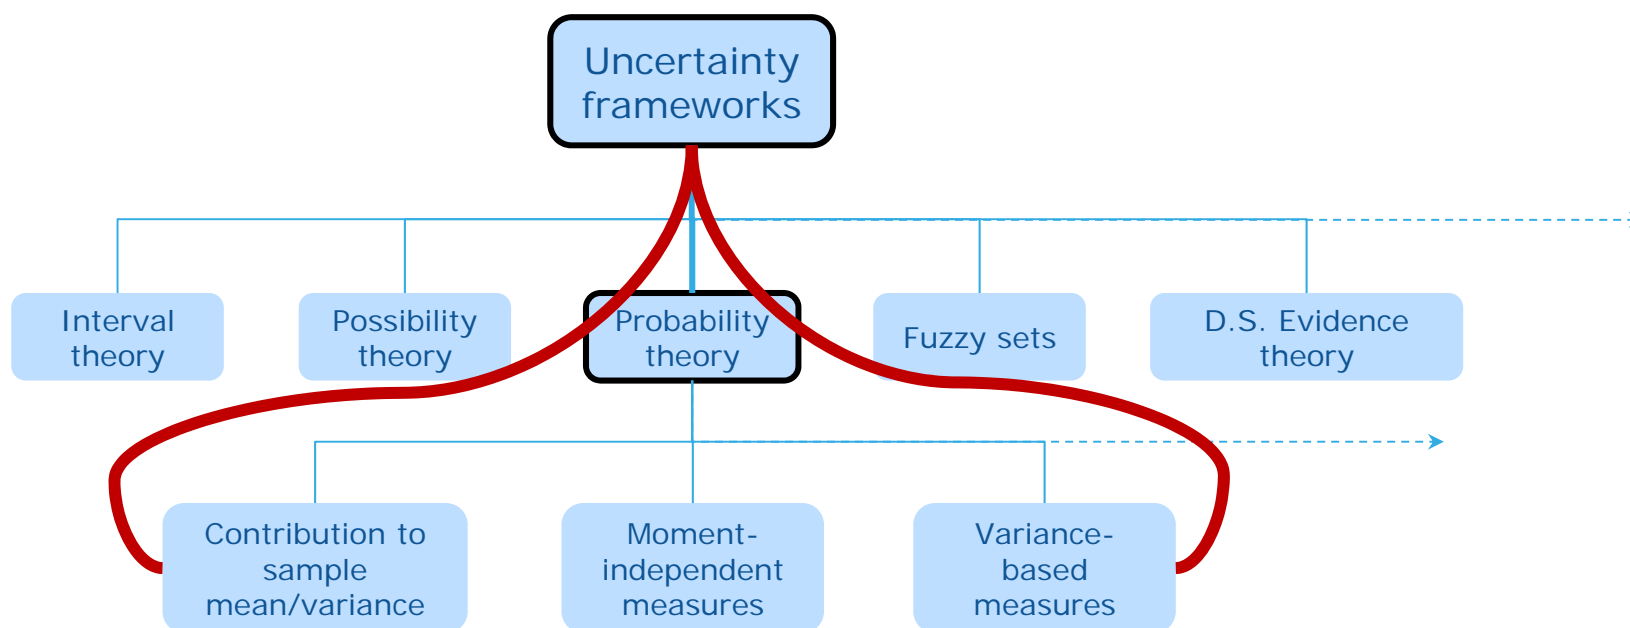 Uncertainty
frameworks
Interval
theory
Possibility
theory
Probability
theory
Fuzzy sets
D.S. Evidence
theory
Contribution to
sample
mean/variance
Moment-
independent
measures
Variance-
based
measures